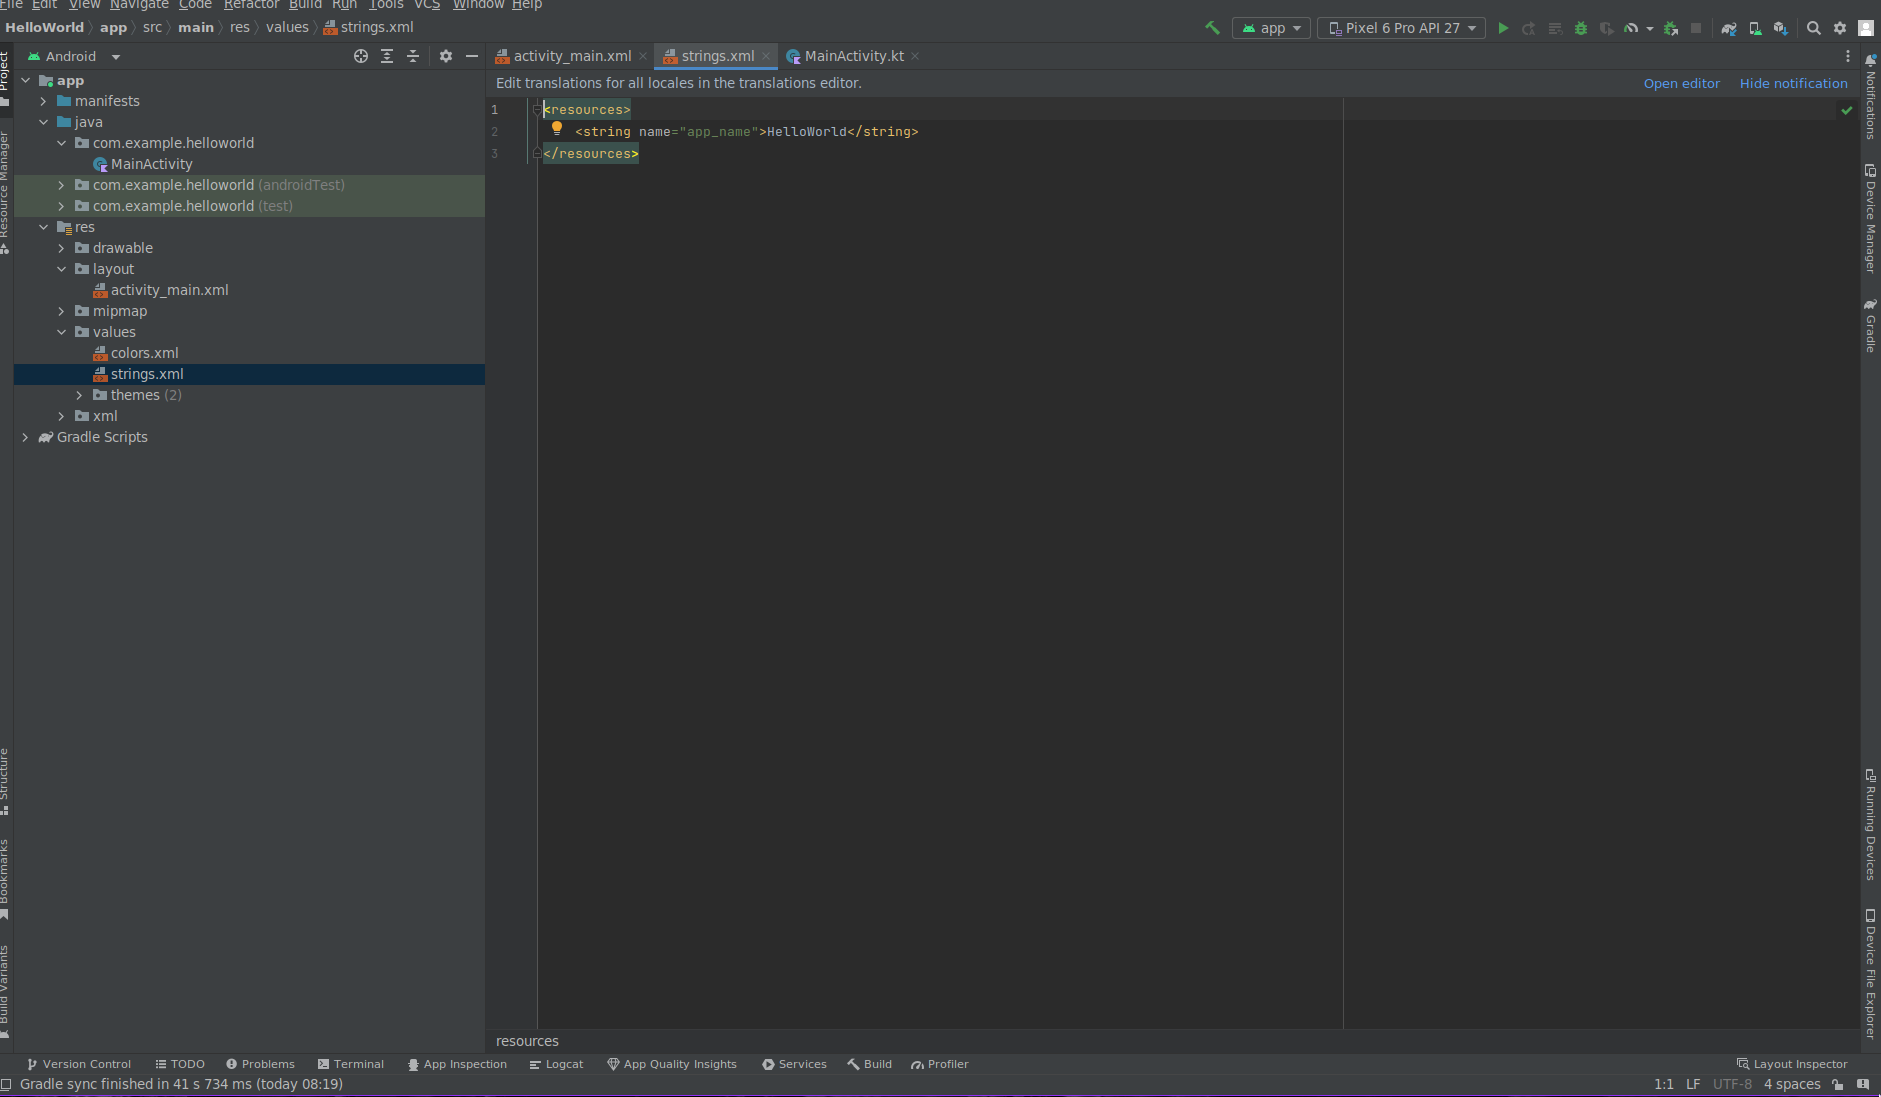 File Edit View Navigate Code Refactor Build Run Tools VCS Window Help
HelloWorld app src main res values strings.xml
app Pixel 6 Pro API 27
Project
Resource Manager
Structure
Bookmarks
Build Variants
Android
app
manifests
java
com.example.helloworld
MainActivity
com.example.helloworld (androidTest)
com.example.helloworld (test)
res
drawable
layout
activity_main.xml
mipmap
values
colors.xml
strings.xml
themes (2)
xml
Gradle Scripts
activity_main.xml strings.xml MainActivity.kt
Edit translations for all locales in the translations editor. Open editor Hide notification
1 <resources>
2 <string name="app_name">HelloWorld</string>
3 </resources>
resources
Notifications
Device Manager
Gradle
Running Devices
Device File Explorer
Version Control TODO Problems Terminal App Inspection Logcat App Quality Insights Services Build Profiler Layout Inspector
Gradle sync finished in 41 s 734 ms (today 08:19) 1:1 LF UTF-8 4 spaces